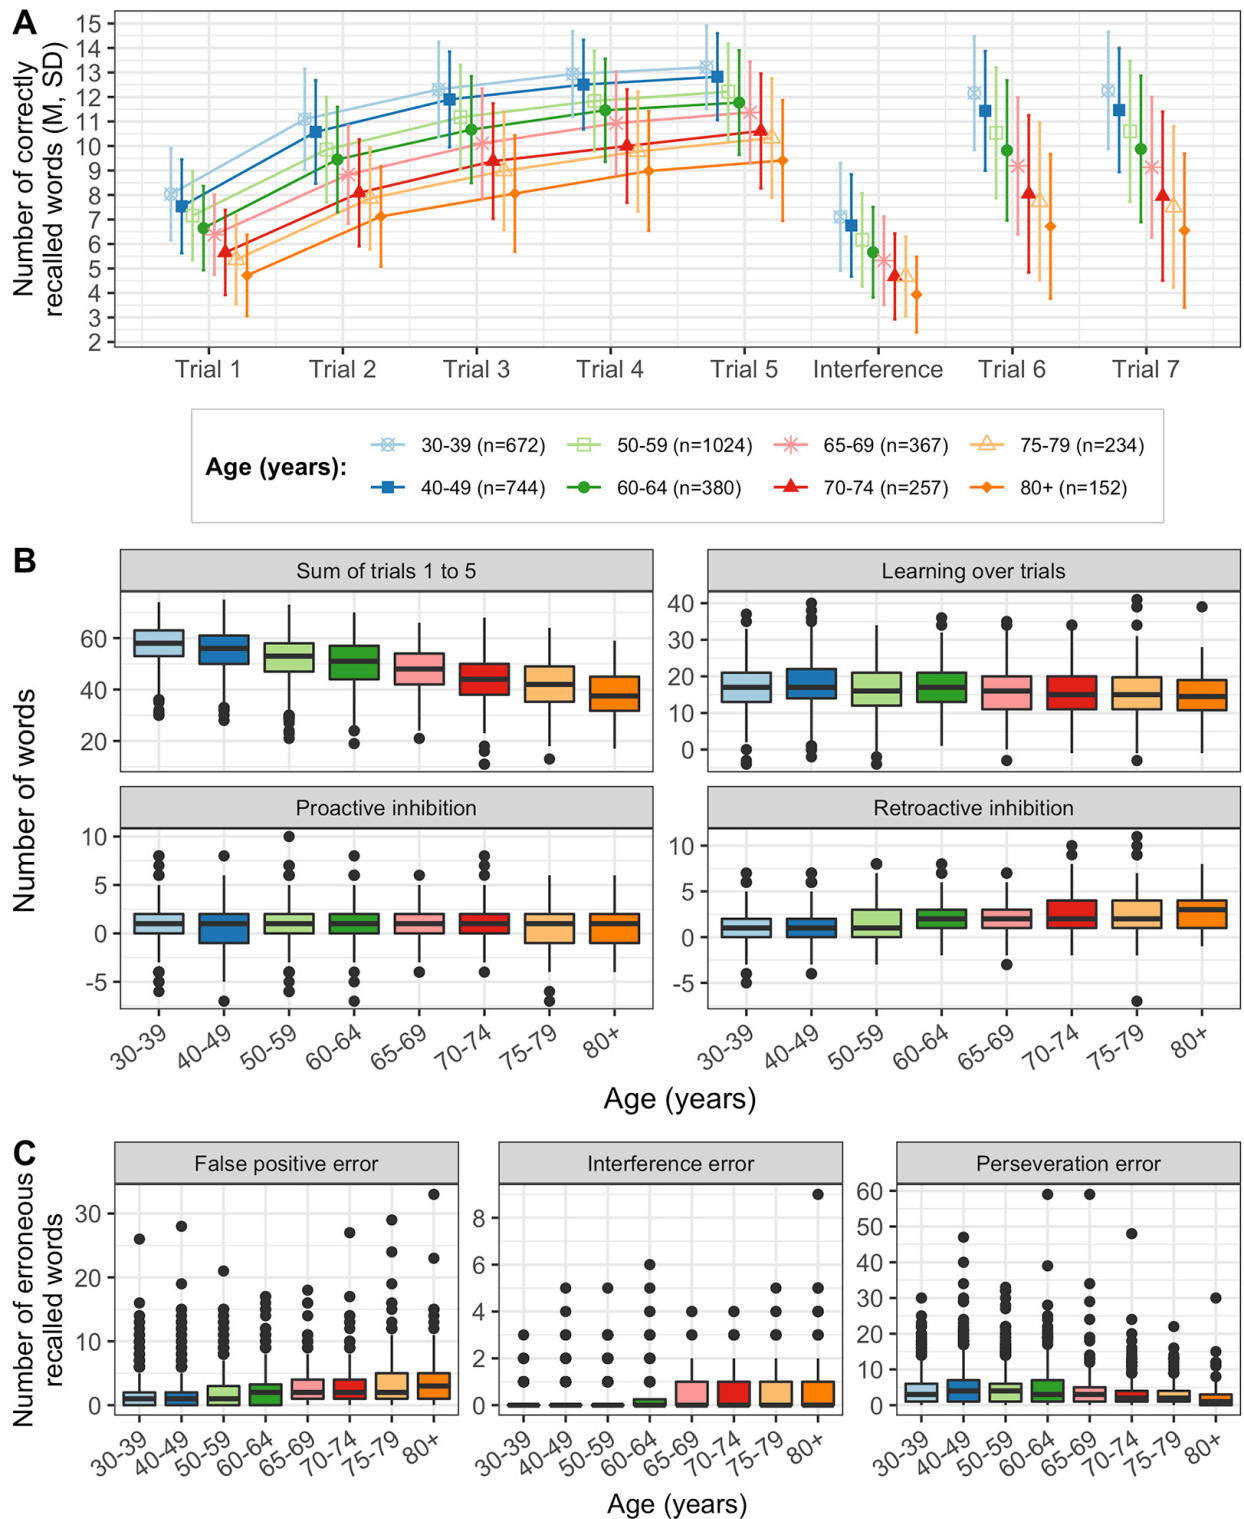 A
Number of correctly
recalled words (M, SD)
15
14
13
12
11
10
9
8
7
6
5
4
3
2
Trial 1 Trial 2 Trial 3 Trial 4 Trial 5 Interference Trial 6 Trial 7
Age (years):
30-39 (n=672) 50-59 (n=1024) 65-69 (n=367) 75-79 (n=234)
40-49 (n=744) 60-64 (n=380) 70-74 (n=257) 80+ (n=152)
B
Number of words
Sum of trials 1 to 5
60
40
20
Learning over trials
40
30
20
10
0
Proactive inhibition
10
5
0
-5
30-39 40-49 50-59 60-64 65-69 70-74 75-79 80+
Retroactive inhibition
10
5
0
-5
30-39 40-49 50-59 60-64 65-69 70-74 75-79 80+
Age (years)
C
Number of erroneous
recalled words
False positive error
30
20
10
0
30-39 40-49 50-59 60-64 65-69 70-74 75-79 80+
Interference error
8
6
4
2
0
30-39 40-49 50-59 60-64 65-69 70-74 75-79 80+
Perseveration error
60
50
40
30
20
10
0
30-39 40-49 50-59 60-64 65-69 70-74 75-79 80+
Age (years)